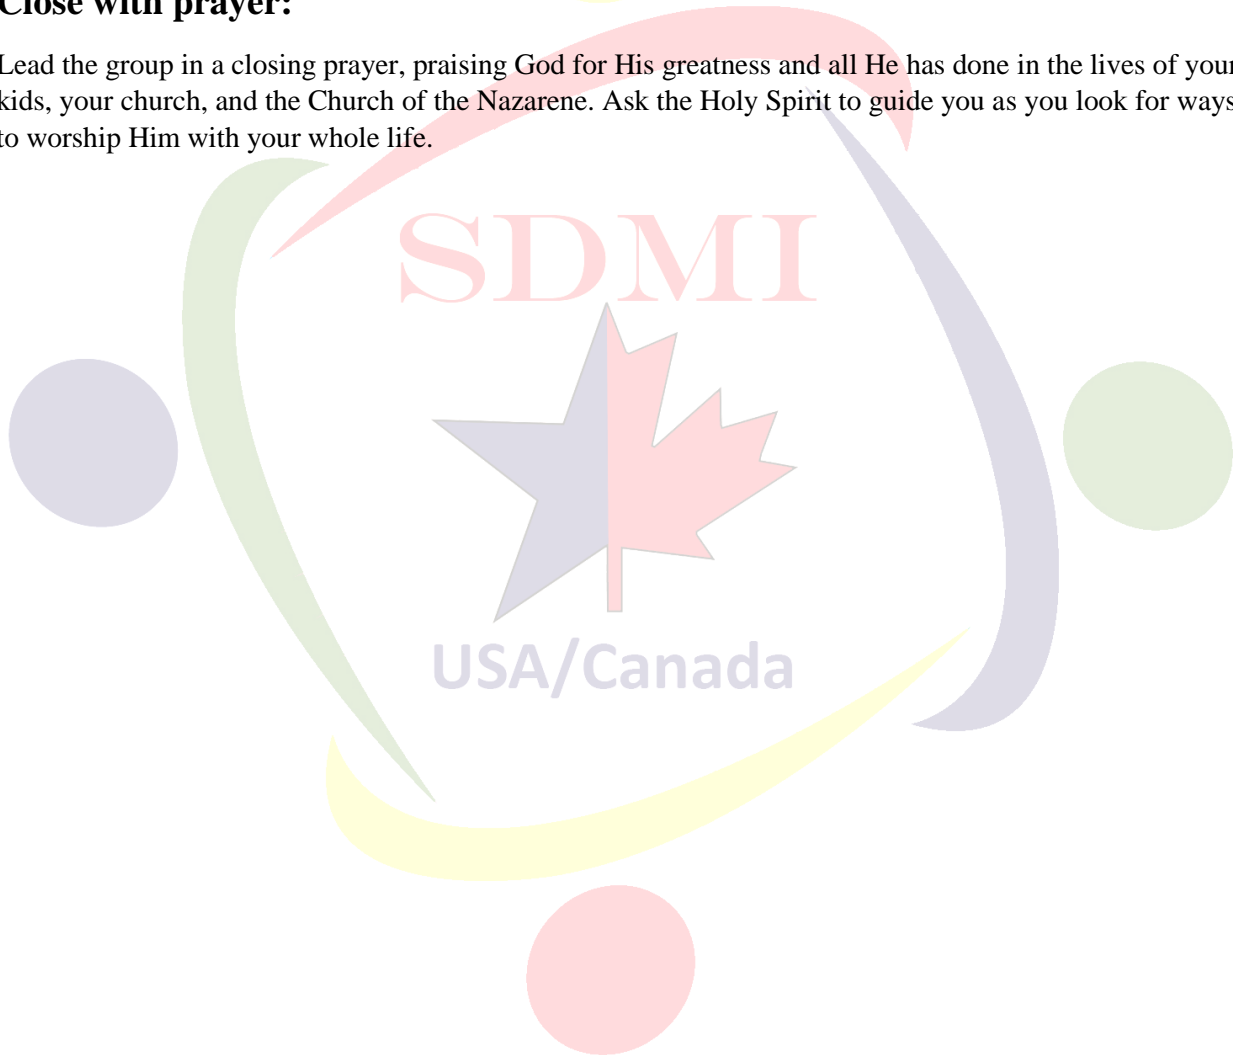 Close with prayer:
Lead the group in a closing prayer, praising God for His greatness and all He has done in the lives of your
kids, your church, and the Church of the Nazarene. Ask the Holy Spirit to guide you as you look for ways
to worship Him with your whole life.
SDMI
USA/Canada